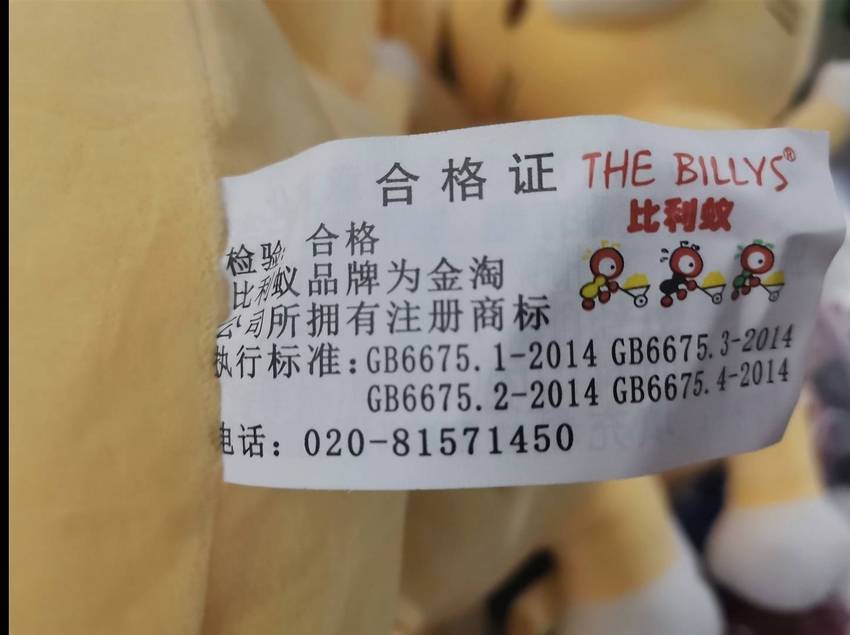 合格证 THE BILLYS®
比利蚁
检验 合格
比利蚁品牌为金淘
公司所拥有注册商标
执行标准:GB6675.1-2014 GB6675.3-2014
GB6675.2-2014 GB6675.4-2014
电话: 020-81571450